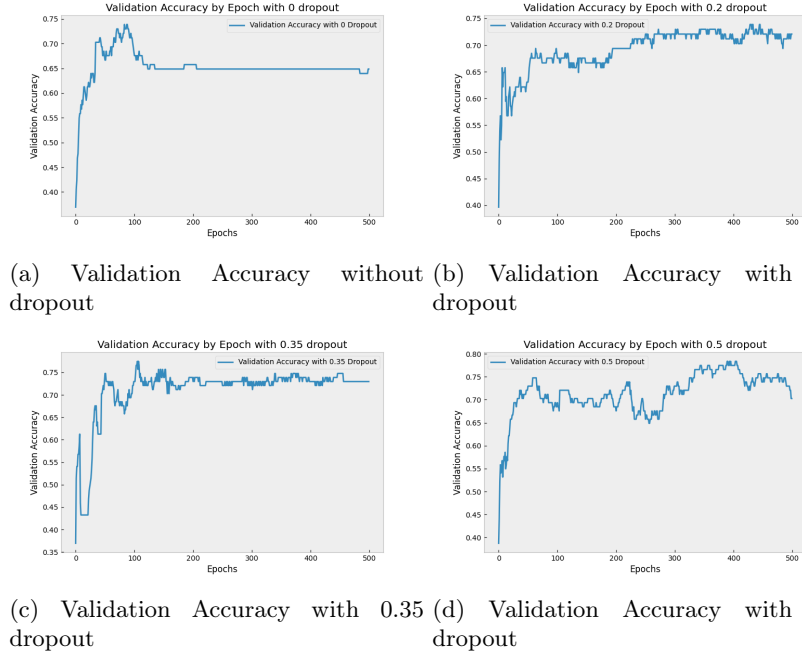 Validation Accuracy by Epoch with 0 dropout
Validation Accuracy with 0 Dropout
0.75
0.70
0.65
0.60
0.55
0.50
0.45
0.40
Validation Accuracy
0 100 200 300 400 500
Epochs
(a) Validation Accuracy without
dropout
Validation Accuracy by Epoch with 0.2 dropout
0.2 Dropout
Validation Accuracy with 0.2 Dropout
0.75
0.70
0.65
0.60
0.55
0.50
0.45
0.40
Validation Accuracy
0 100 200 300 400 500
Epochs
(b) Validation Accuracy with
dropout
Validation Accuracy by Epoch with 0.35 dropout
Validation Accuracy with 0.35 Dropout
0.75
0.70
0.65
0.60
0.55
0.50
0.45
0.40
0.35
Validation Accuracy
0 100 200 300 400 500
Epochs
(c) Validation Accuracy with 0.35
dropout
Validation Accuracy by Epoch with 0.5 dropout
Validation Accuracy with 0.5 Dropout
0.80
0.75
0.70
0.65
0.60
0.55
0.50
0.45
0.40
Validation Accuracy
0 100 200 300 400 500
Epochs
(d) Validation Accuracy with
dropout